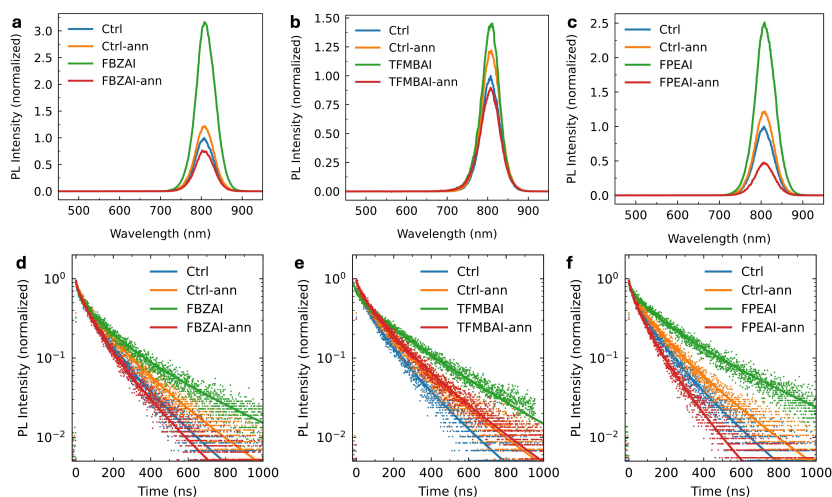 a
PL Intensity (normalized)
3.0
2.5
2.0
1.5
1.0
0.5
0.0
Ctrl
Ctrl-ann
FBZAI
FBZAI-ann
500 600 700 800 900
Wavelength (nm)
b
PL Intensity (normalized)
1.50
1.25
1.00
0.75
0.50
0.25
0.00
Ctrl
Ctrl-ann
TFMBAI
TFMBAI-ann
500 600 700 800 900
Wavelength (nm)
c
PL Intensity (normalized)
2.5
2.0
1.5
1.0
0.5
0.0
Ctrl
Ctrl-ann
FPEAI
FPEAI-ann
500 600 700 800 900
Wavelength (nm)
d
PL Intensity (normalized)
10⁰
10⁻¹
10⁻²
Ctrl
Ctrl-ann
FBZAI
FBZAI-ann
0 200 400 600 800 1000
Time (ns)
e
PL Intensity (normalized)
10⁰
10⁻¹
10⁻²
Ctrl
Ctrl-ann
TFMBAI
TFMBAI-ann
0 200 400 600 800 1000
Time (ns)
f
PL Intensity (normalized)
10⁰
10⁻¹
10⁻²
Ctrl
Ctrl-ann
FPEAI
FPEAI-ann
0 200 400 600 800 1000
Time (ns)